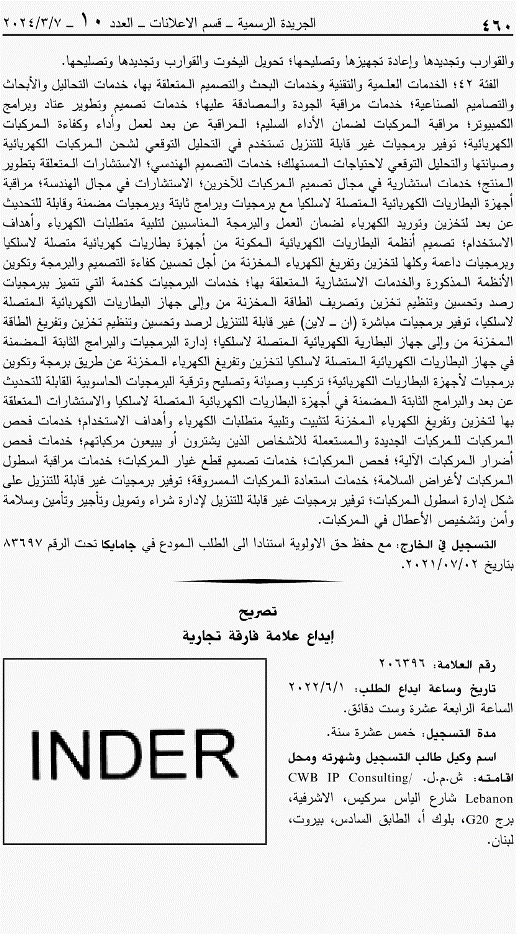 ٤٦٠ الجريدة الرسمية ــ قسم الاعلانات ــ العدد ١٠ ــ ٢٠٢٤/٣/٧
والقوارب وتجديدها وإعادة تجهيزها وتصليحها؛ تحويل اليخوت والقوارب وتجديدها وتصليحها.
الفئة ٤٢؛ الخدمات العلمية والتقنية وخدمات البحث والتصميم المتعلقة بها، خدمات التحاليل والأبحاث
والتصاميم الصناعية؛ خدمات مراقبة الجودة والمصادقة عليها؛ خدمات تصميم وتطوير عتاد وبرامج
الكمبيوتر؛ مراقبة المركبات لضمان الأداء السليم؛ المراقبة عن بعد لعمل وأداء وكفاءة المركبات
الكهربائية؛ توفير برمجيات غير قابلة للتنزيل تستخدم في التحليل التوقعي لشحن المركبات الكهربائية
وصيانتها والتحليل التوقعي لاحتياجات المستهلك؛ خدمات التصميم الهندسي؛ الاستشارات المتعلقة بتطوير
المنتج؛ خدمات استشارية في مجال تصميم المركبات للآخرين؛ الاستشارات في مجال الهندسة؛ مراقبة
أجهزة البطاريات الكهربائية المتصلة لاسلكيا مع برمجيات وبرامج ثابتة وبرمجيات مضمنة وقابلة للتحديث
عن بعد لتخزين وتوريد الكهرباء لضمان العمل والبرمجة المناسبين لتلبية متطلبات الكهرباء وأهداف
الاستخدام؛ تصميم أنظمة البطاريات الكهربائية المكونة من أجهزة بطاريات كهربائية متصلة لاسلكيا
وبرمجيات داعمة وكلها لتخزين وتفريغ الكهرباء المخزنة من أجل تحسين كفاءة التصميم والبرمجة وتكوين
الأنظمة المذكورة والخدمات الاستشارية المتعلقة بها؛ خدمات البرمجيات كخدمة التي تتميز ببرمجيات
رصد وتحسين وتنظيم تخزين وتصريف الطاقة المخزنة من وإلى جهاز البطاريات الكهربائية المتصلة
لاسلكيا، توفير برمجيات مباشرة (ان ــ لاين) غير قابلة للتنزيل لرصد وتحسين وتنظيم تخزين وتفريغ الطاقة
المخزنة من وإلى جهاز البطارية الكهربائية المتصلة لاسلكيا؛ إدارة البرمجيات والبرامج الثابتة المضمنة
في جهاز البطاريات الكهربائية المتصلة لاسلكيا لتخزين وتفريغ الكهرباء المخزنة عن طريق برمجة وتكوين
برمجيات لأجهزة البطاريات الكهربائية؛ تركيب وصيانة وتصليح وترقية البرمجيات الحاسوبية القابلة للتحديث
عن بعد والبرامج الثابتة المضمنة في أجهزة البطاريات الكهربائية المتصلة لاسلكيا والاستشارات المتعلقة
بها لتخزين وتفريغ الكهرباء المخزنة لتثبيت وتلبية متطلبات الكهرباء وأهداف الاستخدام؛ خدمات فحص
المركبات للمركبات الجديدة والمستعملة للاشخاص الذين يشترون أو يبيعون مركباتهم؛ خدمات فحص
أضرار المركبات الآلية؛ فحص المركبات؛ خدمات تصميم قطع غيار المركبات؛ خدمات مراقبة اسطول
المركبات لأغراض السلامة؛ خدمات استعادة المركبات المسروقة؛ توفير برمجيات غير قابلة للتنزيل على
شكل إدارة اسطول المركبات؛ توفير برمجيات غير قابلة للتنزيل لإدارة شراء وتمويل وتأجير وتأمين وسلامة
وأمن وتشخيص الأعطال في المركبات.
التسجيل في الخارج: مع حفظ حق الاولوية استنادا الى الطلب المودع في جامايكا تحت الرقم ٨٣٦٩٧
بتاريخ ٢٠٢١/٠٧/٠٢.
تصريح
إيداع علامة فارقة تجارية
رقم العلامة: ٢٠٦٣٩٦
تاريخ وساعة ايداع الطلب: ٢٠٢٢/٦/١
الساعة الرابعة عشرة وست دقائق.
مدة التسجيل: خمس عشرة سنة.
اسم وكيل طالب التسجيل وشهرته ومحل
اقامته: ش.م.ل. CWB IP Consulting/
Lebanon شارع الياس سركيس، الاشرفية،
برج G20، بلوك أ، الطابق السادس، بيروت،
لبنان.
INDER